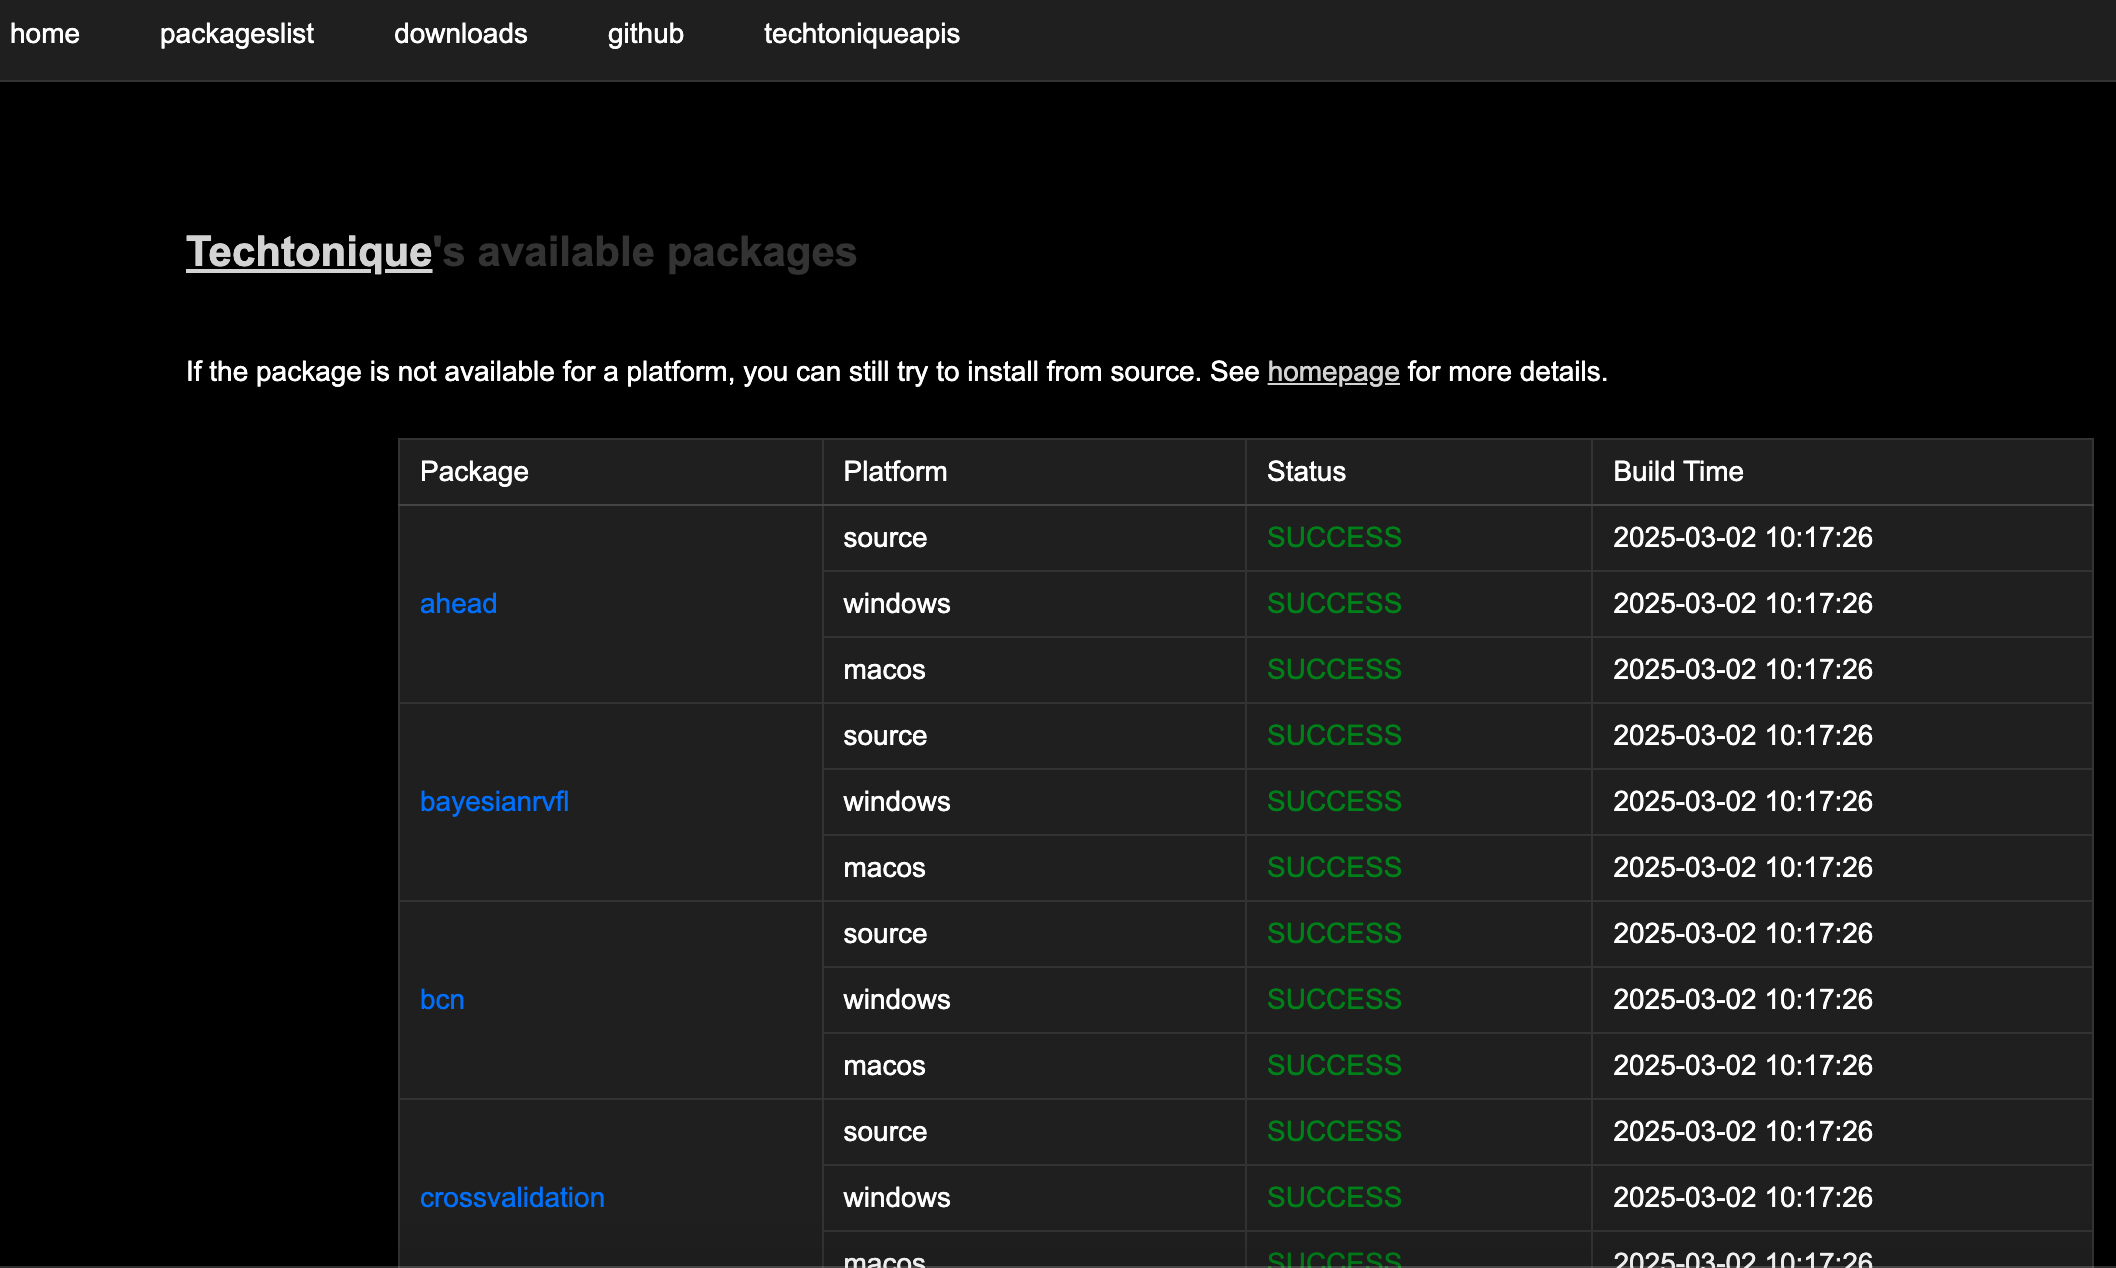 home packageslist downloads github techtoniqueapis
Techtonique's available packages
If the package is not available for a platform, you can still try to install from source. See homepage for more details.
Package Platform Status Build Time
source SUCCESS 2025-03-02 10:17:26
ahead windows SUCCESS 2025-03-02 10:17:26
macos SUCCESS 2025-03-02 10:17:26
source SUCCESS 2025-03-02 10:17:26
bayesianrvfl windows SUCCESS 2025-03-02 10:17:26
macos SUCCESS 2025-03-02 10:17:26
source SUCCESS 2025-03-02 10:17:26
bcn windows SUCCESS 2025-03-02 10:17:26
macos SUCCESS 2025-03-02 10:17:26
source SUCCESS 2025-03-02 10:17:26
crossvalidation windows SUCCESS 2025-03-02 10:17:26
macos SUCCESS 2025-03-02 10:17:26